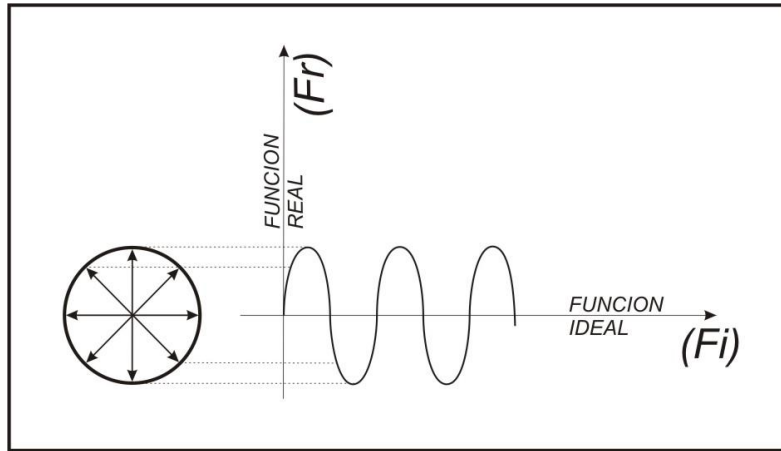 (Fr)
FUNCION
REAL
FUNCION
IDEAL
(Fi)